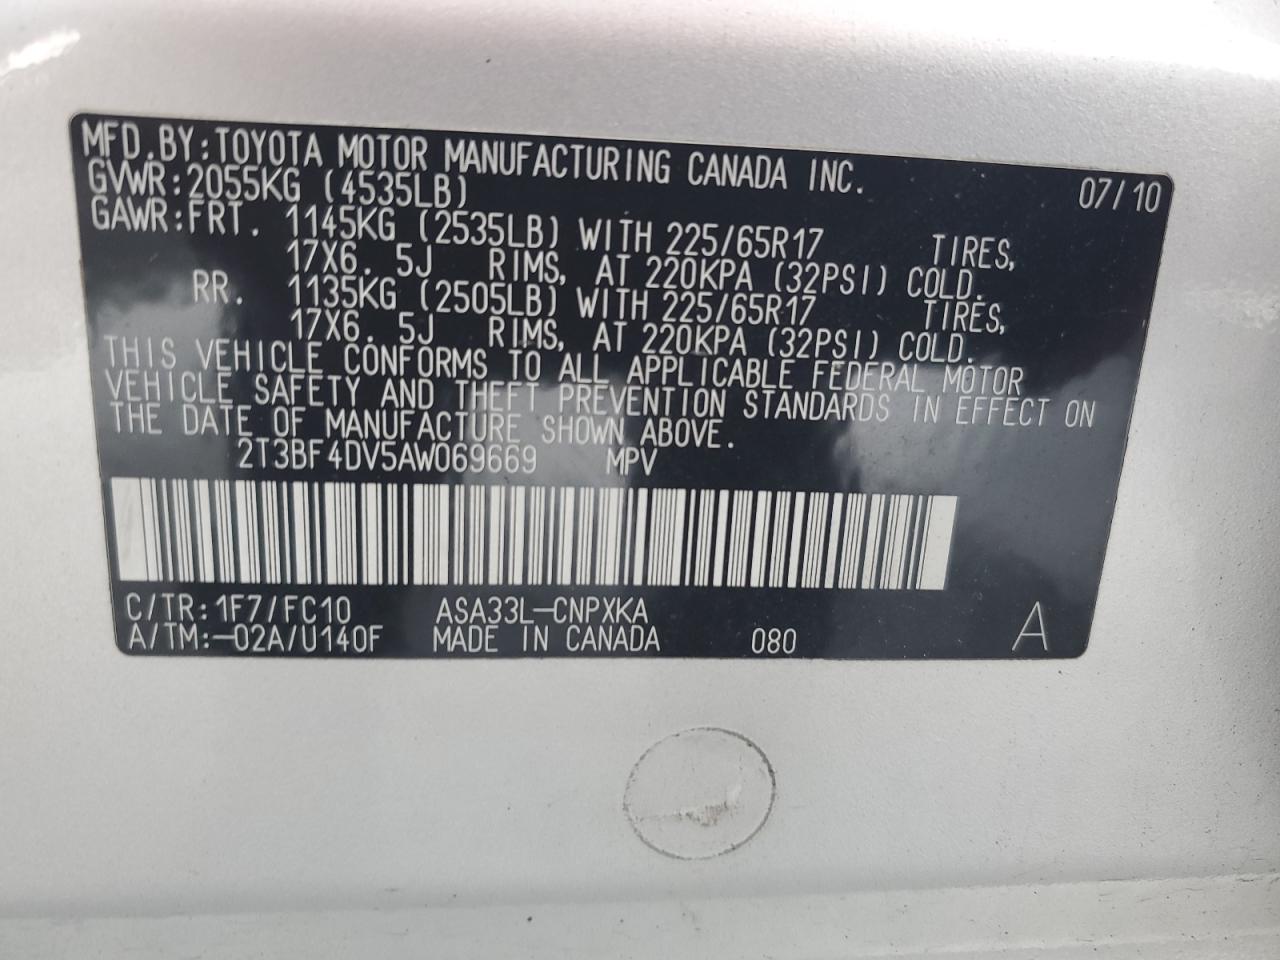 MFD.BY:TOYOTA MOTOR MANUFACTURING CANADA INC. 07/10
GVWR:2055KG (4535LB)
GAWR:FRT. 1145KG (2535LB) WITH 225/65R17 TIRES,
17X6.5J RIMS, AT 220KPA (32PSI) COLD.
RR. 1135KG (2505LB) WITH 225/65R17 TIRES,
17X6.5J RIMS, AT 220KPA (32PSI) COLD.
THIS VEHICLE CONFORMS TO ALL APPLICABLE FEDERAL MOTOR
VEHICLE SAFETY AND THEFT PREVENTION STANDARDS IN EFFECT ON
THE DATE OF MANUFACTURE SHOWN ABOVE.
2T3BF4DV5AW069669 MPV
C/TR:1F7/FC10 ASA33L-CNPXKA
A/TM:-02A/U140F MADE IN CANADA 080 A